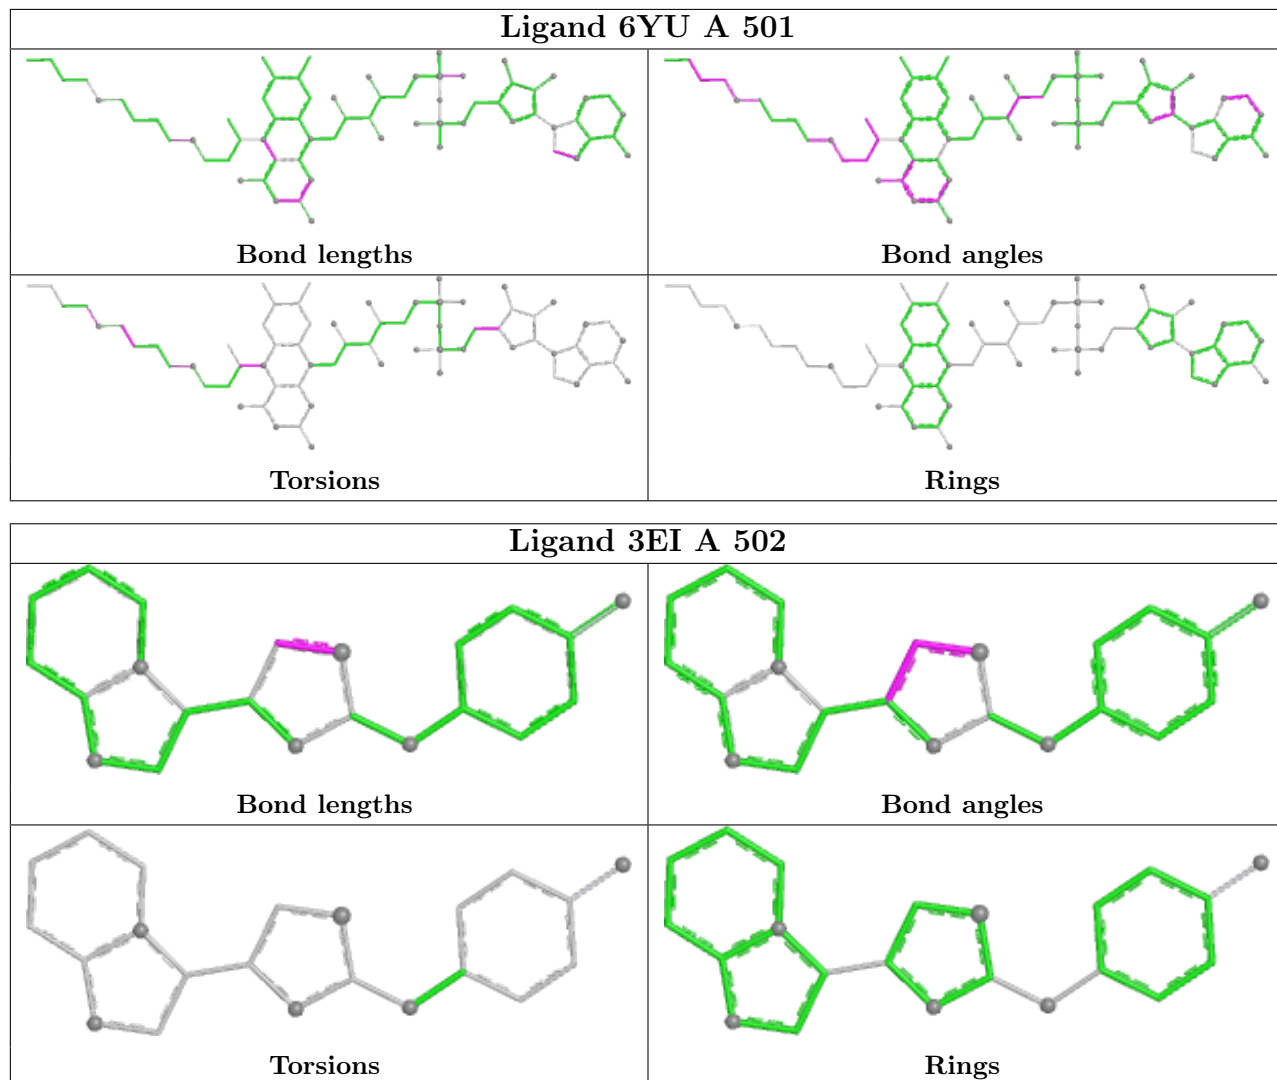 Ligand 6YU A 501
Bond lengths
Bond angles
Torsions
Rings
Ligand 3EI A 502
Bond lengths
Bond angles
Torsions
Rings